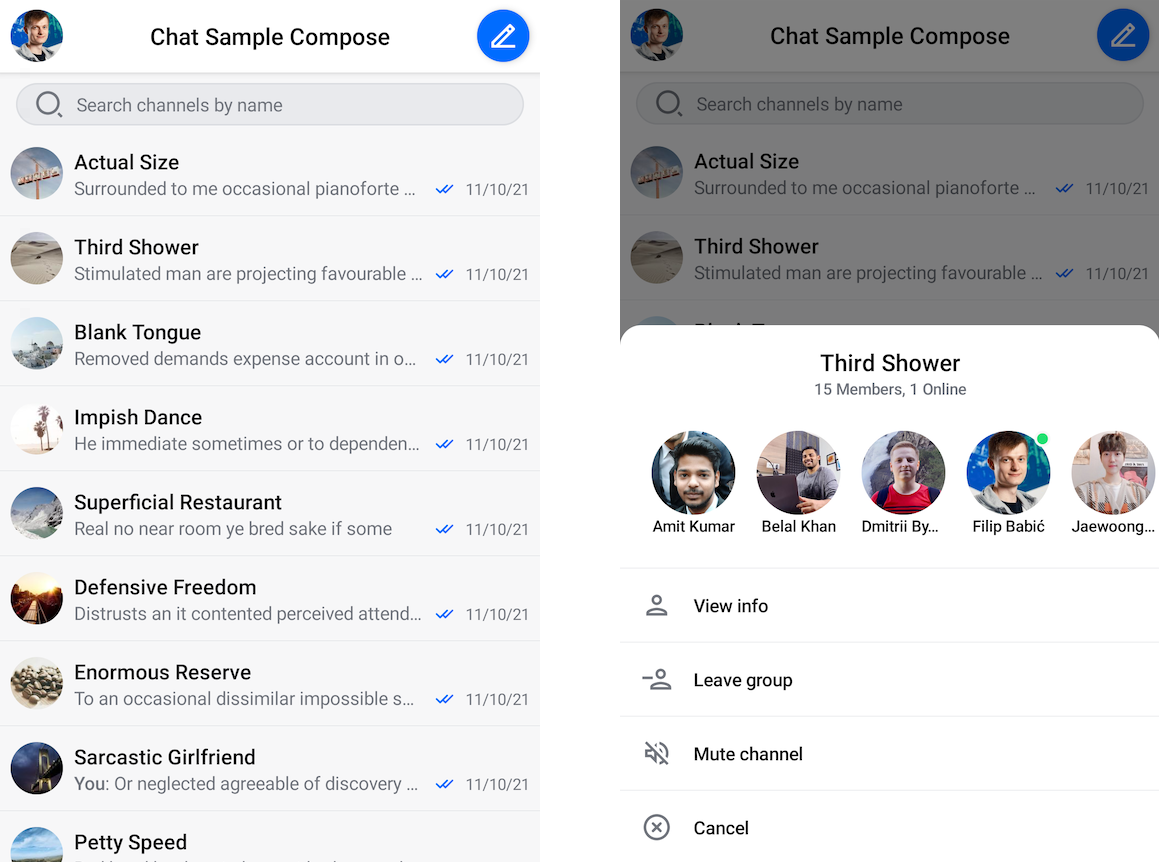 Chat Sample Compose
Search channels by name
Actual Size
Surrounded to me occasional pianoforte ... 11/10/21
Third Shower
Stimulated man are projecting favourable ... 11/10/21
Blank Tongue
Removed demands expense account in o... 11/10/21
Impish Dance
He immediate sometimes or to dependen... 11/10/21
Superficial Restaurant
Real no near room ye bred sake if some 11/10/21
Defensive Freedom
Distrusts an it contented perceived attend... 11/10/21
Enormous Reserve
To an occasional dissimilar impossible s... 11/10/21
Sarcastic Girlfriend
You: Or neglected agreeable of discovery ... 11/10/21
Petty Speed
Chat Sample Compose
Search channels by name
Actual Size
Surrounded to me occasional pianoforte ... 11/10/21
Third Shower
Stimulated man are projecting favourable ... 11/10/21
Third Shower
15 Members, 1 Online
Amit Kumar Belal Khan Dmitrii By... Filip Babić Jaewoong...
View info
Leave group
Mute channel
Cancel